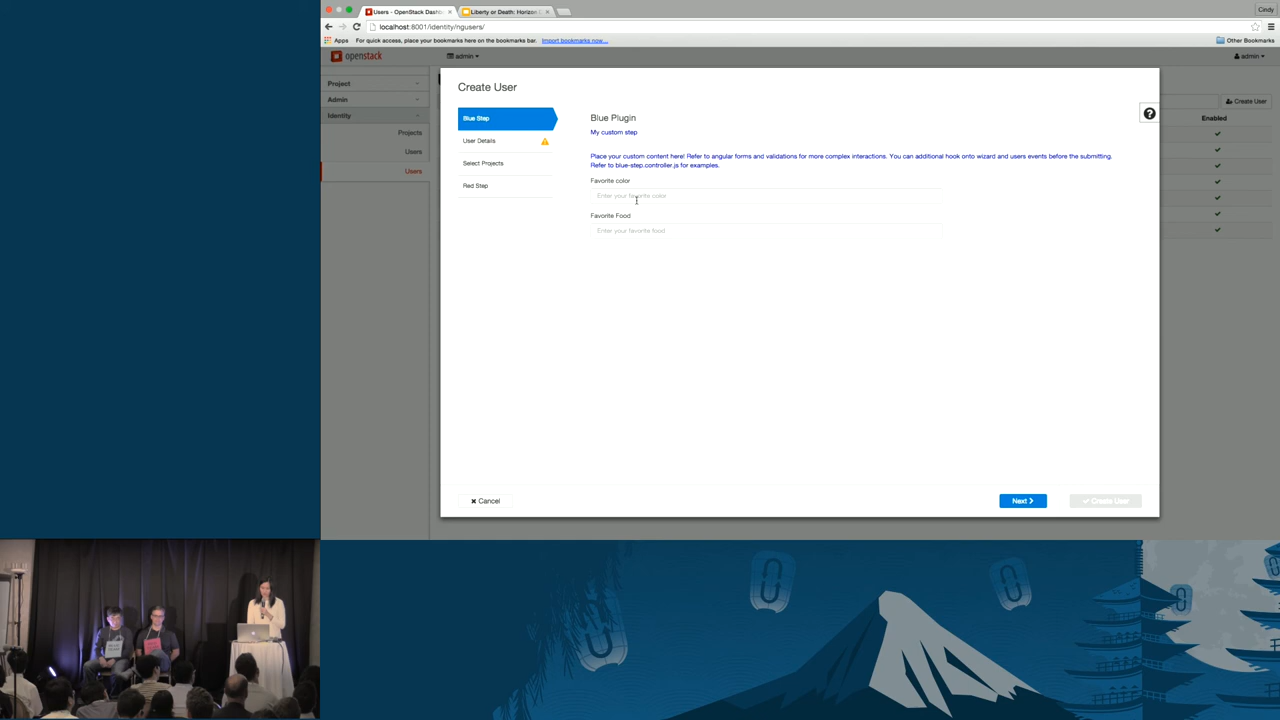 Users - OpenStack Dashb
Liberty or Death: Horizon D
Cindy
localhost:8001/identity/ngusers/
Apps
For quick access, place your bookmarks here on the bookmarks bar. Import bookmarks now...
Other Bookmarks
openstack
admin
admin
Project
Admin
Identity
Projects
Users
Users
Create User
Enabled
Create User
Blue Step
User Details
Select Projects
Red Step
Blue Plugin
My custom step
Place your custom content here! Refer to angular forms and validations for more complex interactions. You can additional hook onto wizard and users events before the submitting.
Refer to blue-step.controller.js for examples.
Favorite color
Enter your favorite color
Favorite Food
Enter your favorite food
Cancel
Next
Create User